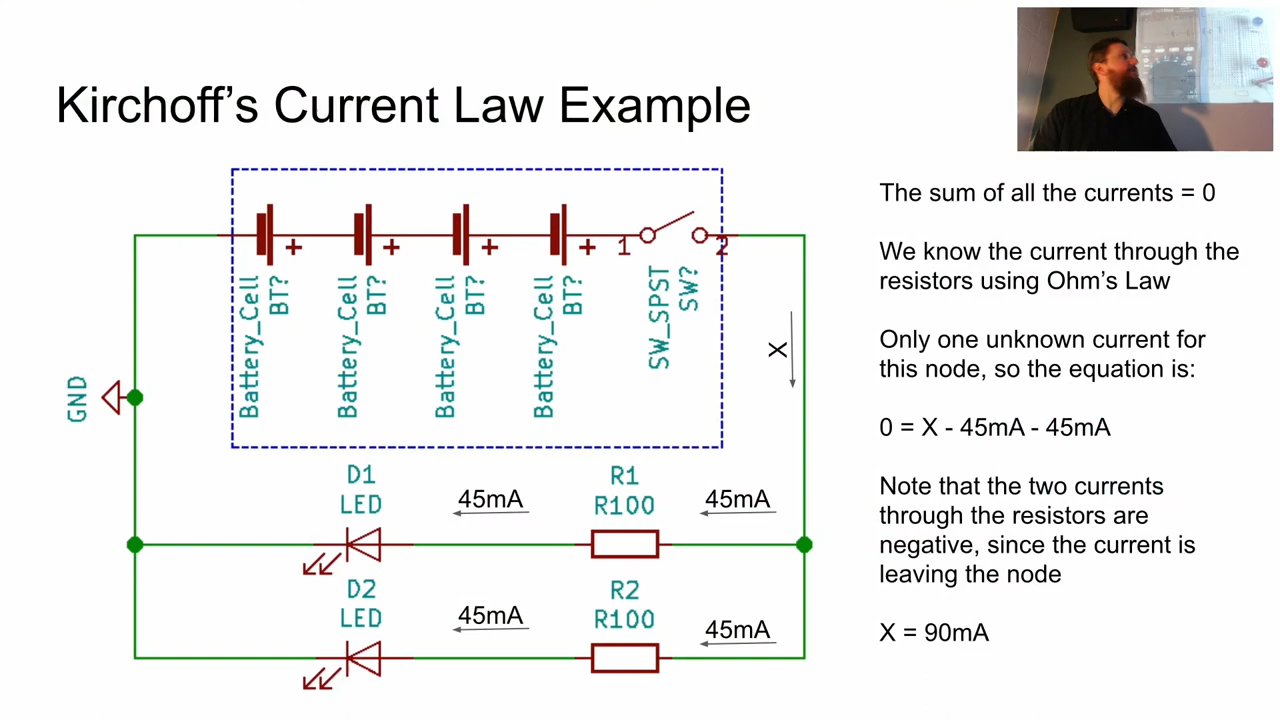 Kirchoff's Current Law Example
The sum of all the currents = 0
We know the current through the
resistors using Ohm's Law
Only one unknown current for
this node, so the equation is:
0 = X - 45mA - 45mA
Note that the two currents
through the resistors are
negative, since the current is
leaving the node
X = 90mA
+
+
+
+
1
2
Battery_Cell
BT?
Battery_Cell
BT?
Battery_Cell
BT?
Battery_Cell
BT?
SW_SPST
SW?
X
GND
D1
LED
45mA
R1
R100
45mA
D2
LED
45mA
R2
R100
45mA